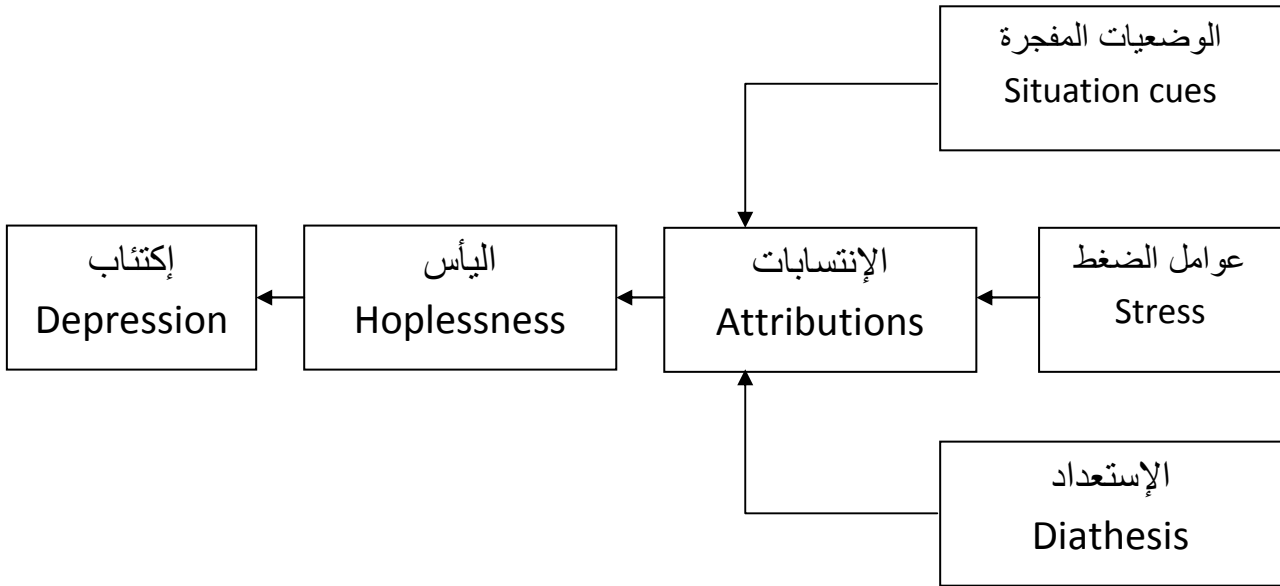 الوضعيات المفجرة
Situation cues
عوامل الضغط
Stress
الإنتسابات
Attributions
اليأس
Hoplessness
إكتئاب
Depression
الإستعداد
Diathesis